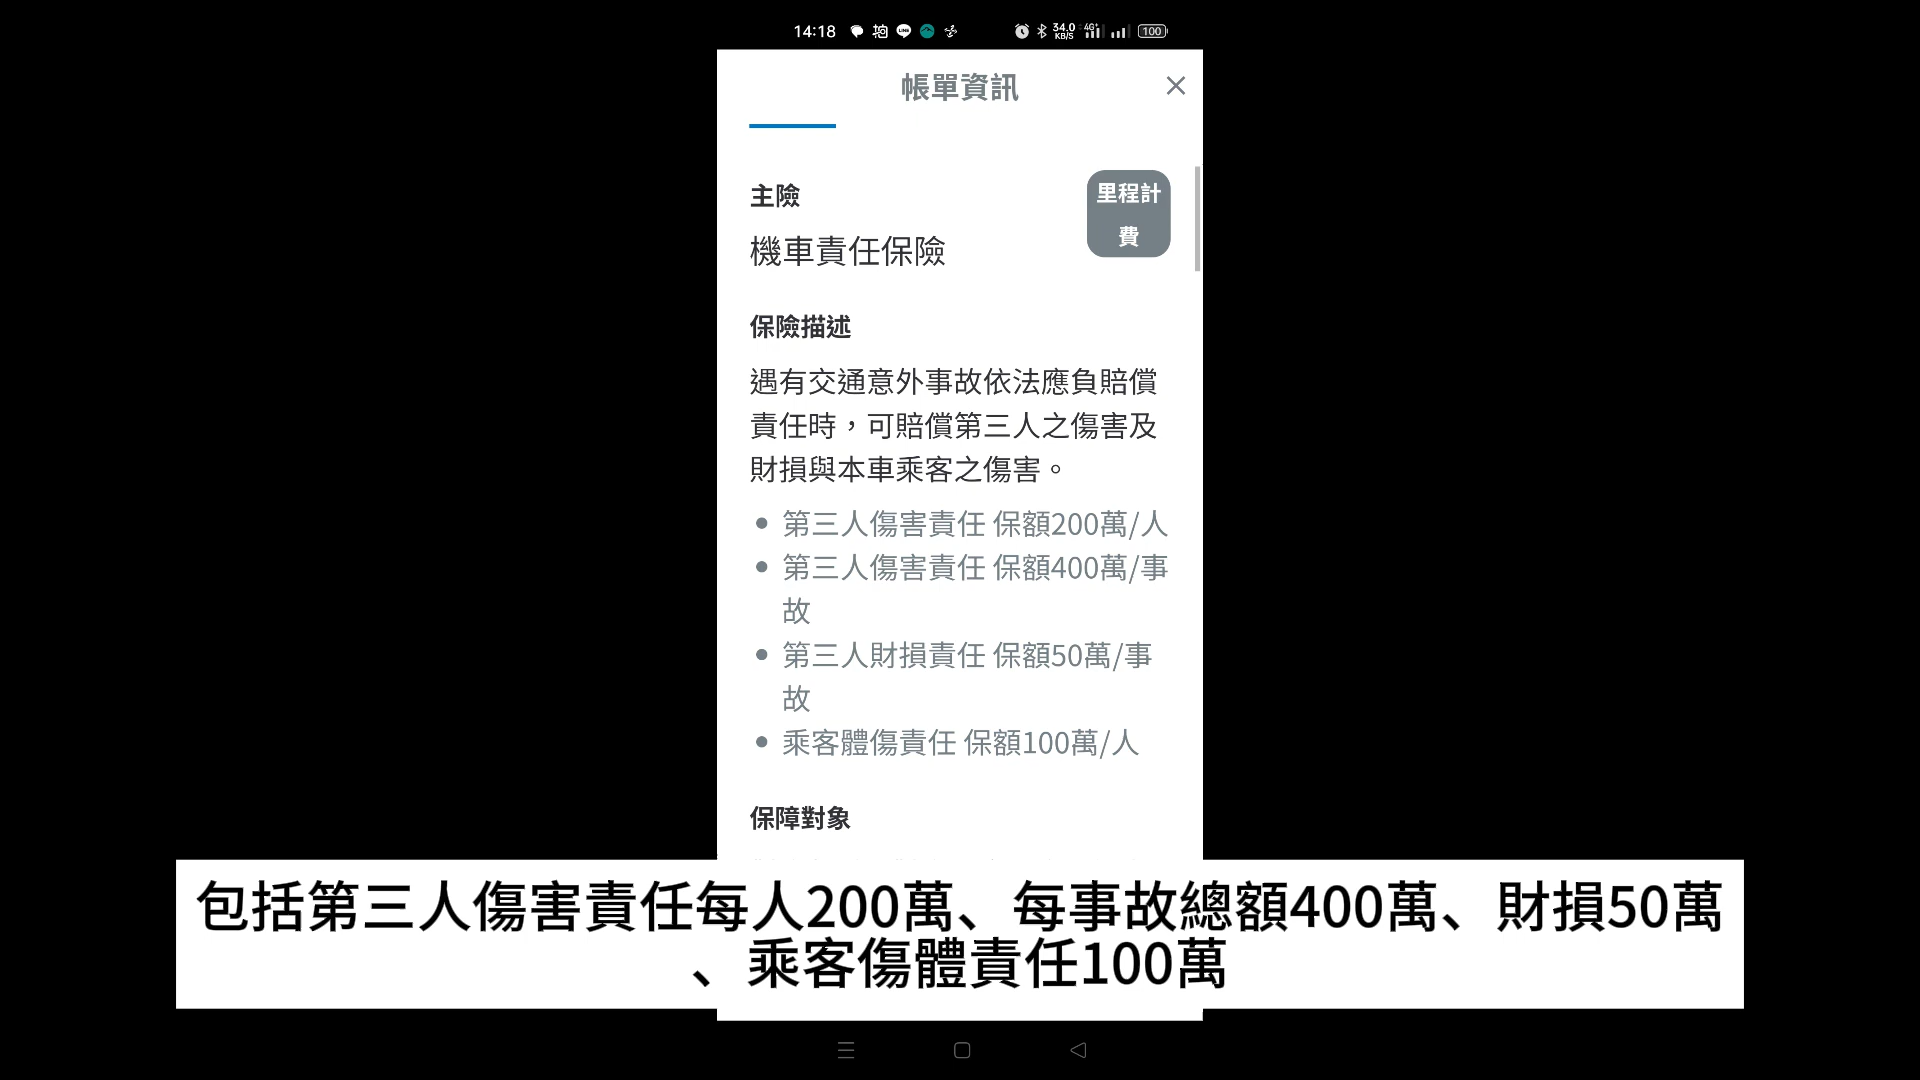 14:18
34.0
KB/S
4G+
100
帳單資訊
主險
里程計
費
機車責任保險
保險描述
遇有交通意外事故依法應負賠償
責任時，可賠償第三人之傷害及
財損與本車乘客之傷害。
第三人傷害責任 保額200萬/人
第三人傷害責任 保額400萬/事
故
第三人財損責任 保額50萬/事
故
乘客體傷責任 保額100萬/人
保障對象
包括第三人傷害責任每人200萬、每事故總額400萬、財損50萬
、乘客傷體責任100萬